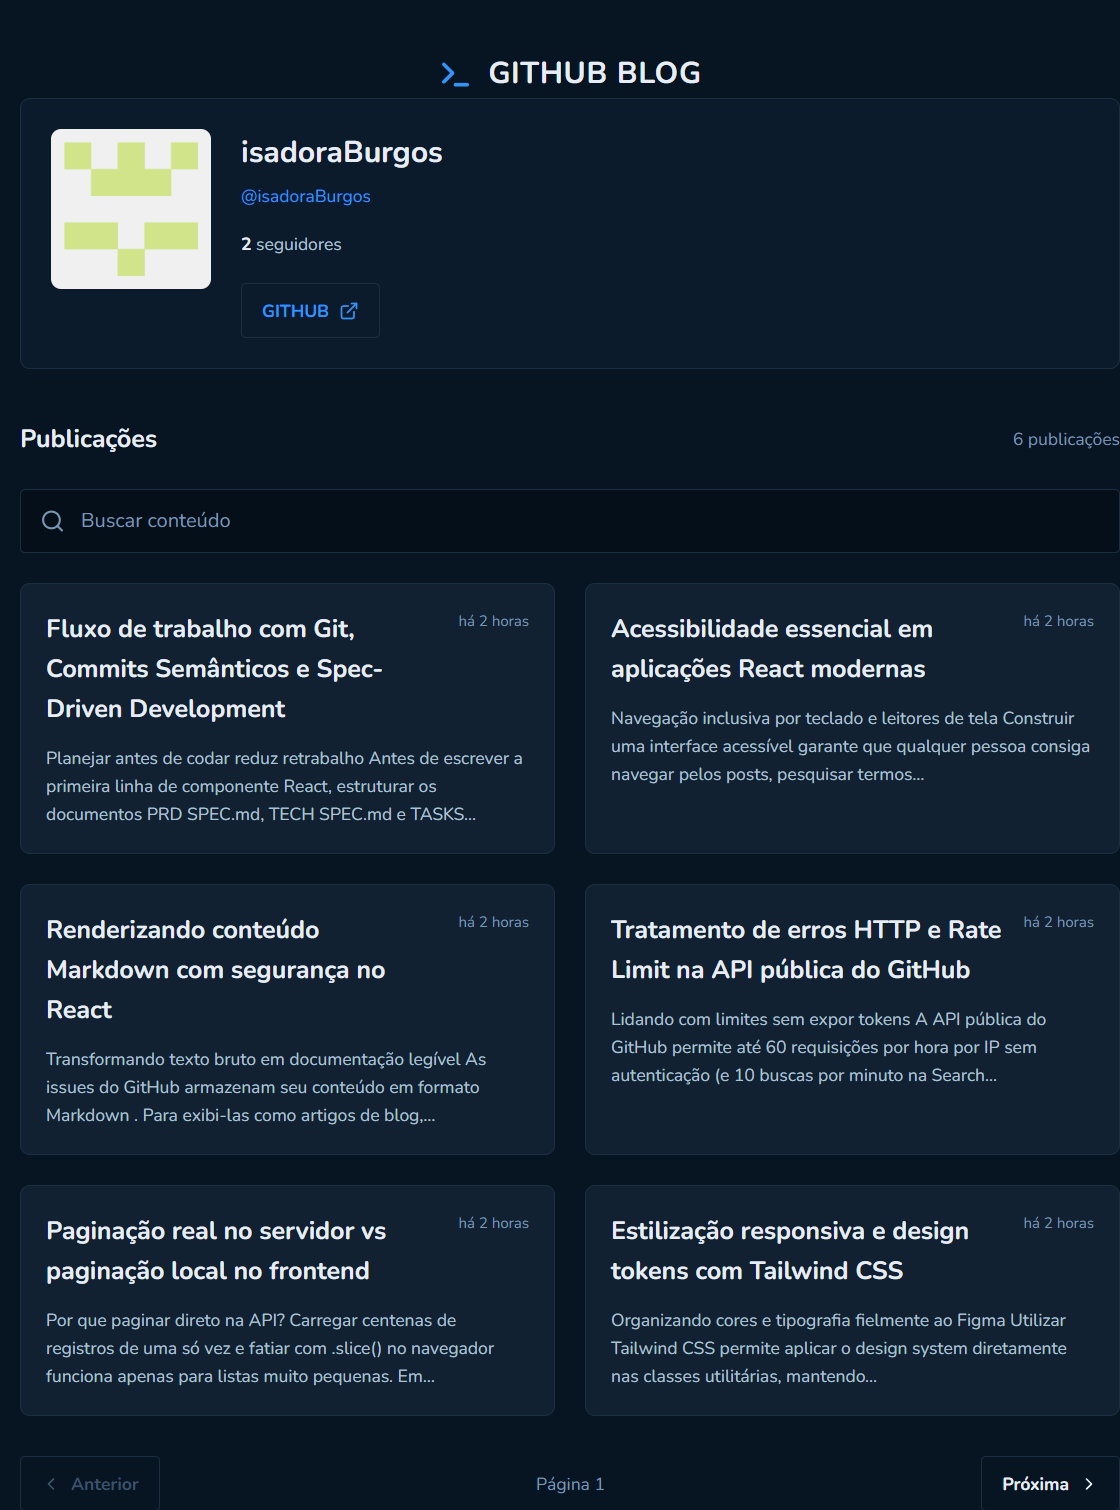 GITHUB BLOG
isadoraBurgos
@isadoraBurgos
2 seguidores
GITHUB
Publicações
6 publicações
Buscar conteúdo
Fluxo de trabalho com Git,
Commits Semânticos e Spec-
Driven Development
há 2 horas
Planejar antes de codar reduz retrabalho Antes de escrever a
primeira linha de componente React, estruturar os
documentos PRD SPEC.md, TECH SPEC.md e TASKS...
Acessibilidade essencial em
aplicações React modernas
há 2 horas
Navegação inclusiva por teclado e leitores de tela Construir
uma interface acessível garante que qualquer pessoa consiga
navegar pelos posts, pesquisar termos...
Renderizando conteúdo
Markdown com segurança no
React
há 2 horas
Transformando texto bruto em documentação legível As
issues do GitHub armazenam seu conteúdo em formato
Markdown . Para exibi-las como artigos de blog,...
Tratamento de erros HTTP e Rate
Limit na API pública do GitHub
há 2 horas
Lidando com limites sem expor tokens A API pública do
GitHub permite até 60 requisições por hora por IP sem
autenticação (e 10 buscas por minuto na Search...
Paginação real no servidor vs
paginação local no frontend
há 2 horas
Por que paginar direto na API? Carregar centenas de
registros de uma só vez e fatiar com .slice() no navegador
funciona apenas para listas muito pequenas. Em...
Estilização responsiva e design
tokens com Tailwind CSS
há 2 horas
Organizando cores e tipografia fielmente ao Figma Utilizar
Tailwind CSS permite aplicar o design system diretamente
nas classes utilitárias, mantendo...
Anterior
Página 1
Próxima